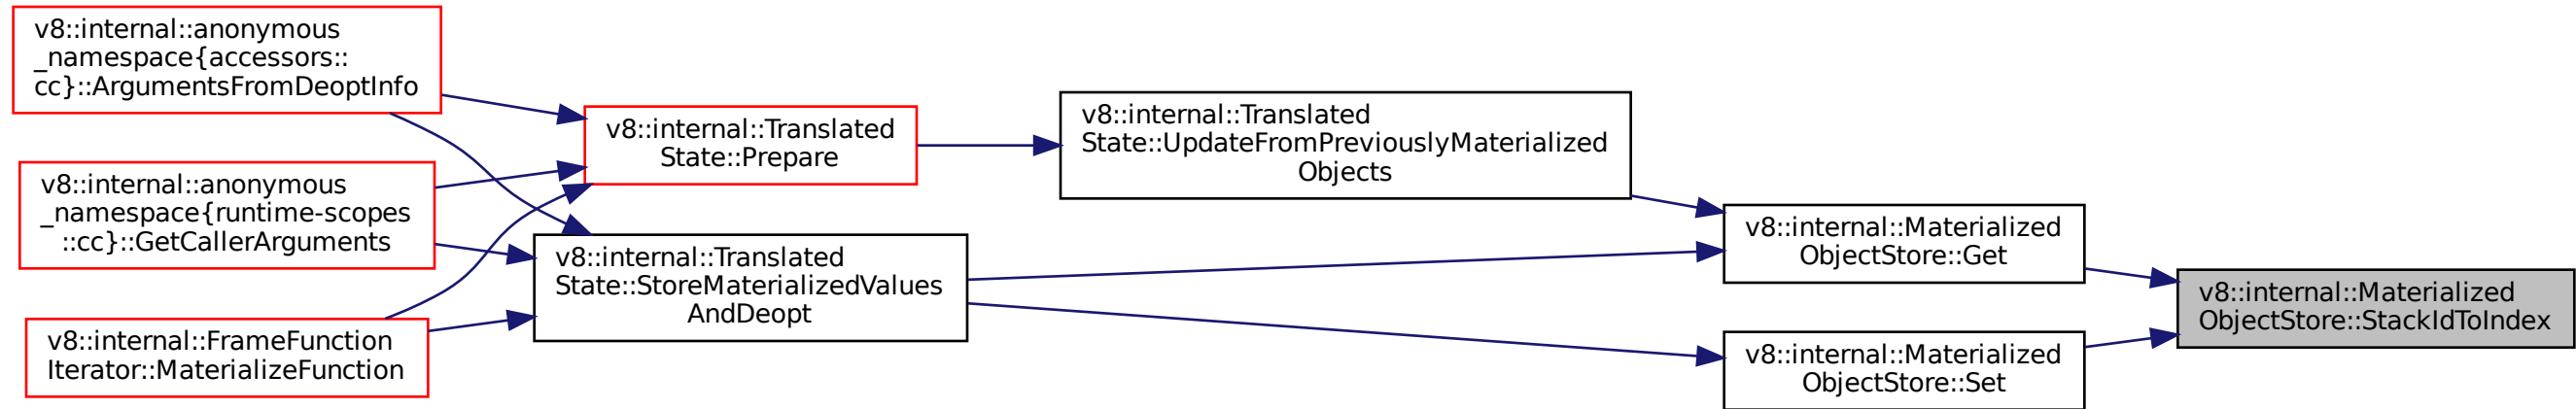 v8::internal::anonymous
_namespace{accessors::
cc}::ArgumentsFromDeoptInfo
v8::internal::anonymous
_namespace{runtime-scopes
::cc}::GetCallerArguments
v8::internal::FrameFunction
Iterator::MaterializeFunction
v8::internal::Translated
State::Prepare
v8::internal::Translated
State::StoreMaterializedValues
AndDeopt
v8::internal::Translated
State::UpdateFromPreviouslyMaterialized
Objects
v8::internal::Materialized
ObjectStore::Get
v8::internal::Materialized
ObjectStore::Set
v8::internal::Materialized
ObjectStore::StackIdToIndex